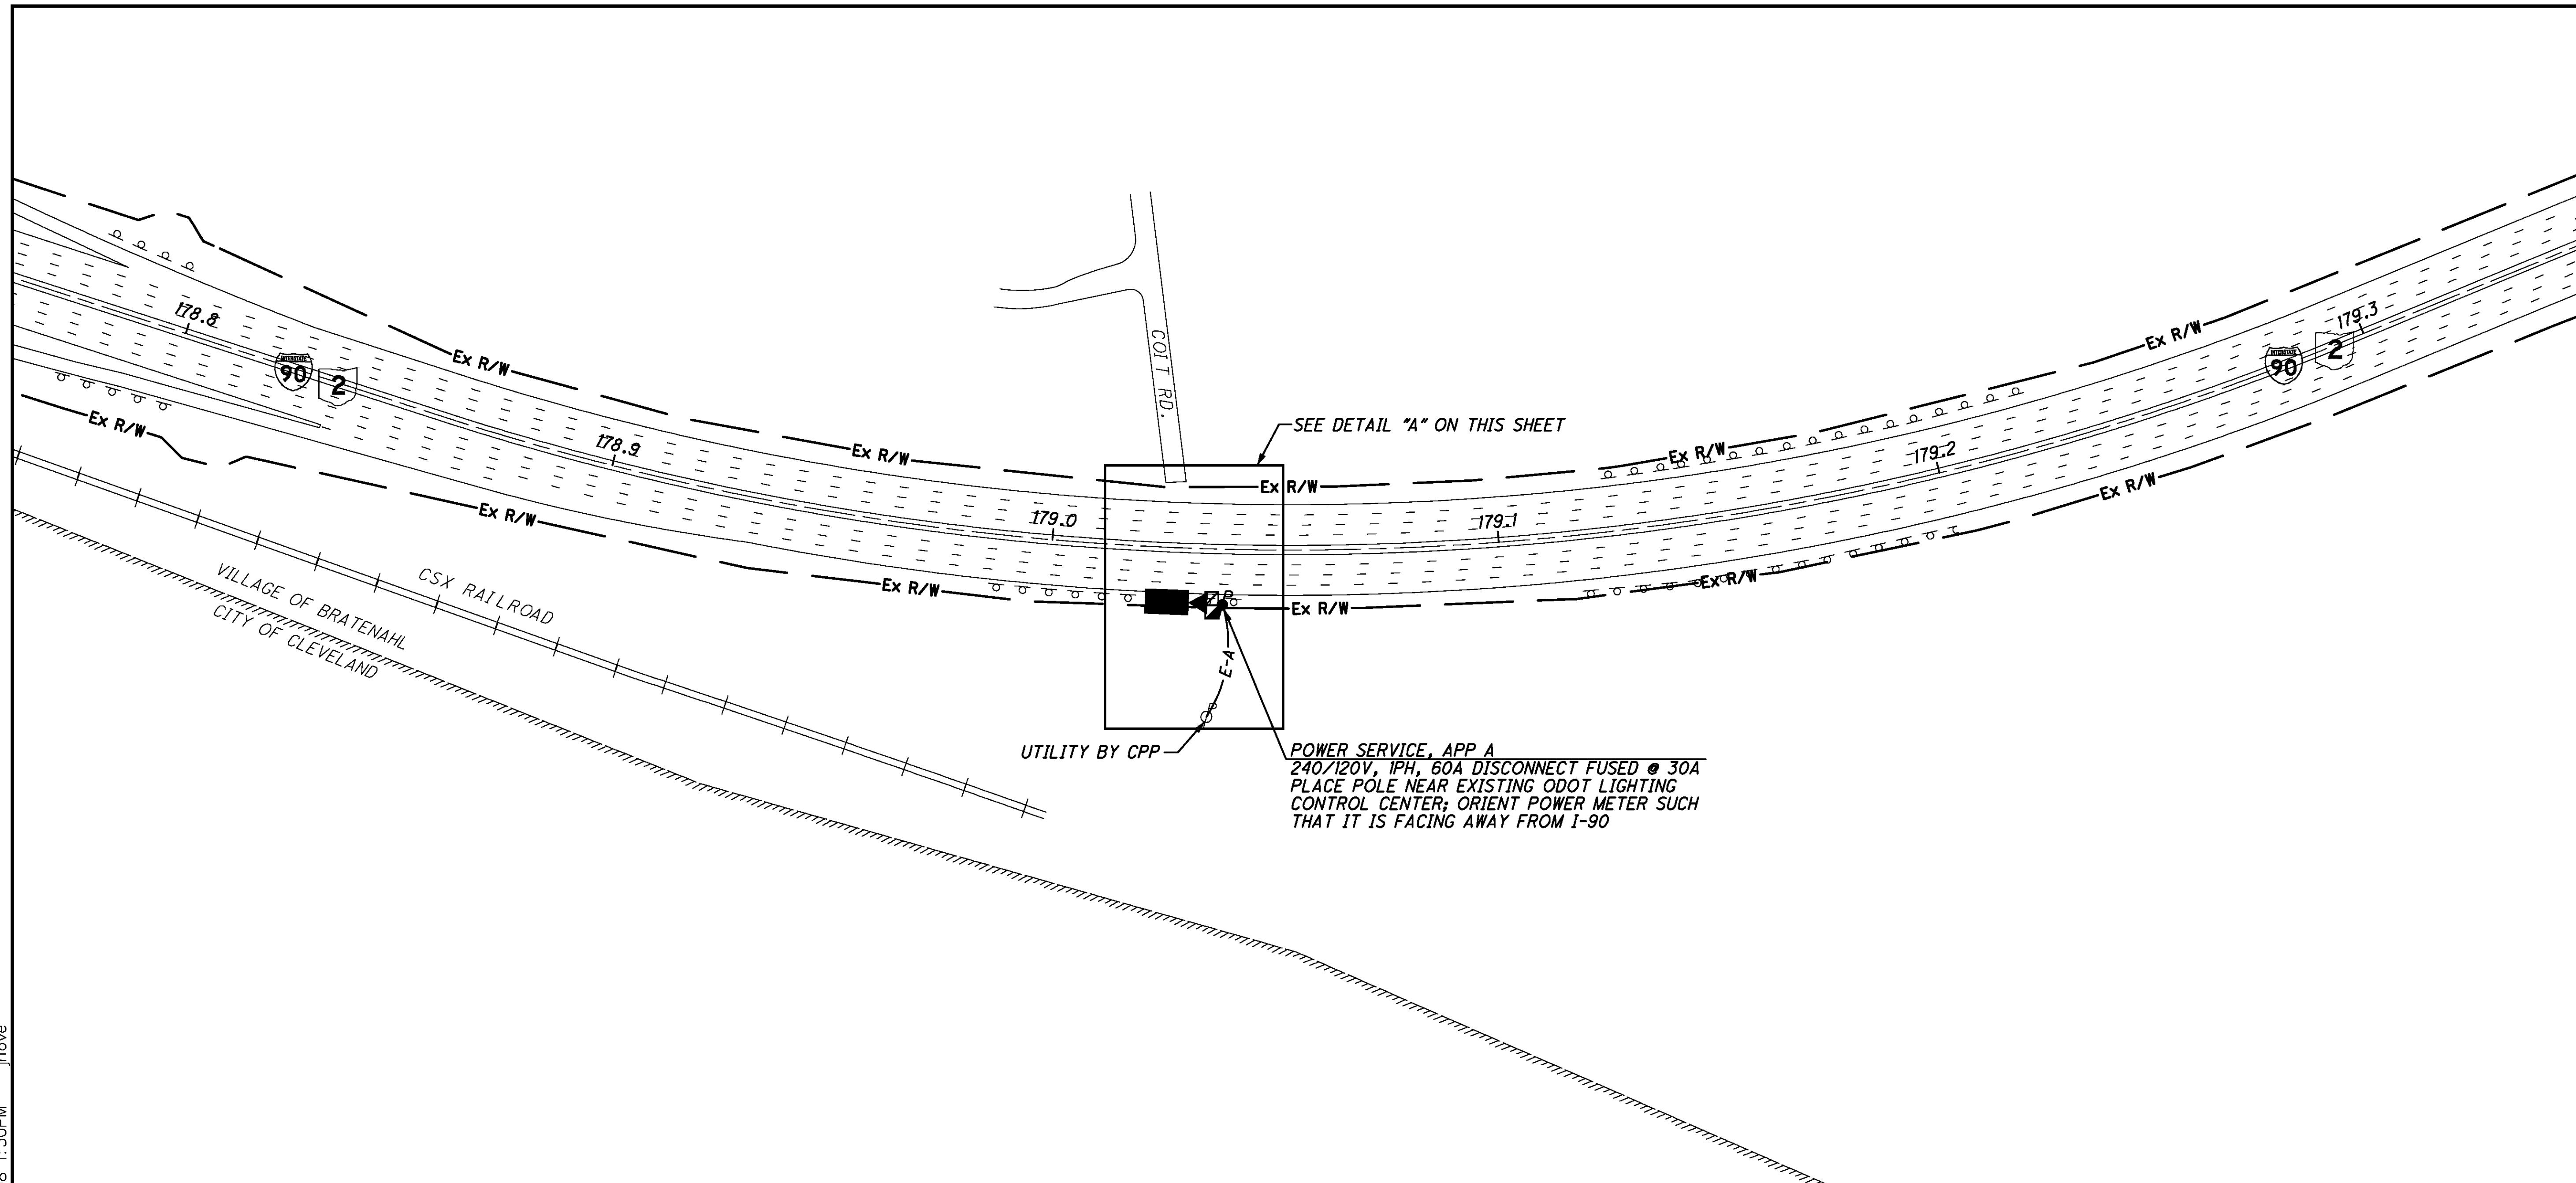 178.8
INTERSTATE
90
2
Ex R/W
Ex R/W
178.9
Ex R/W
Ex R/W
COIT RD.
SEE DETAIL "A" ON THIS SHEET
Ex R/W
179.0
179.1
Ex R/W
179.2
Ex R/W
179.3
INTERSTATE
90
2
Ex R/W
Ex R/W
Ex R/W
Ex R/W
P
E-A
P
VILLAGE OF BRATENAHL
CITY OF CLEVELAND
CSX RAILROAD
UTILITY BY CPP
POWER SERVICE, APP A
240/120V, 1PH, 60A DISCONNECT FUSED @ 30A
PLACE POLE NEAR EXISTING ODOT LIGHTING
CONTROL CENTER; ORIENT POWER METER SUCH
THAT IT IS FACING AWAY FROM I-90